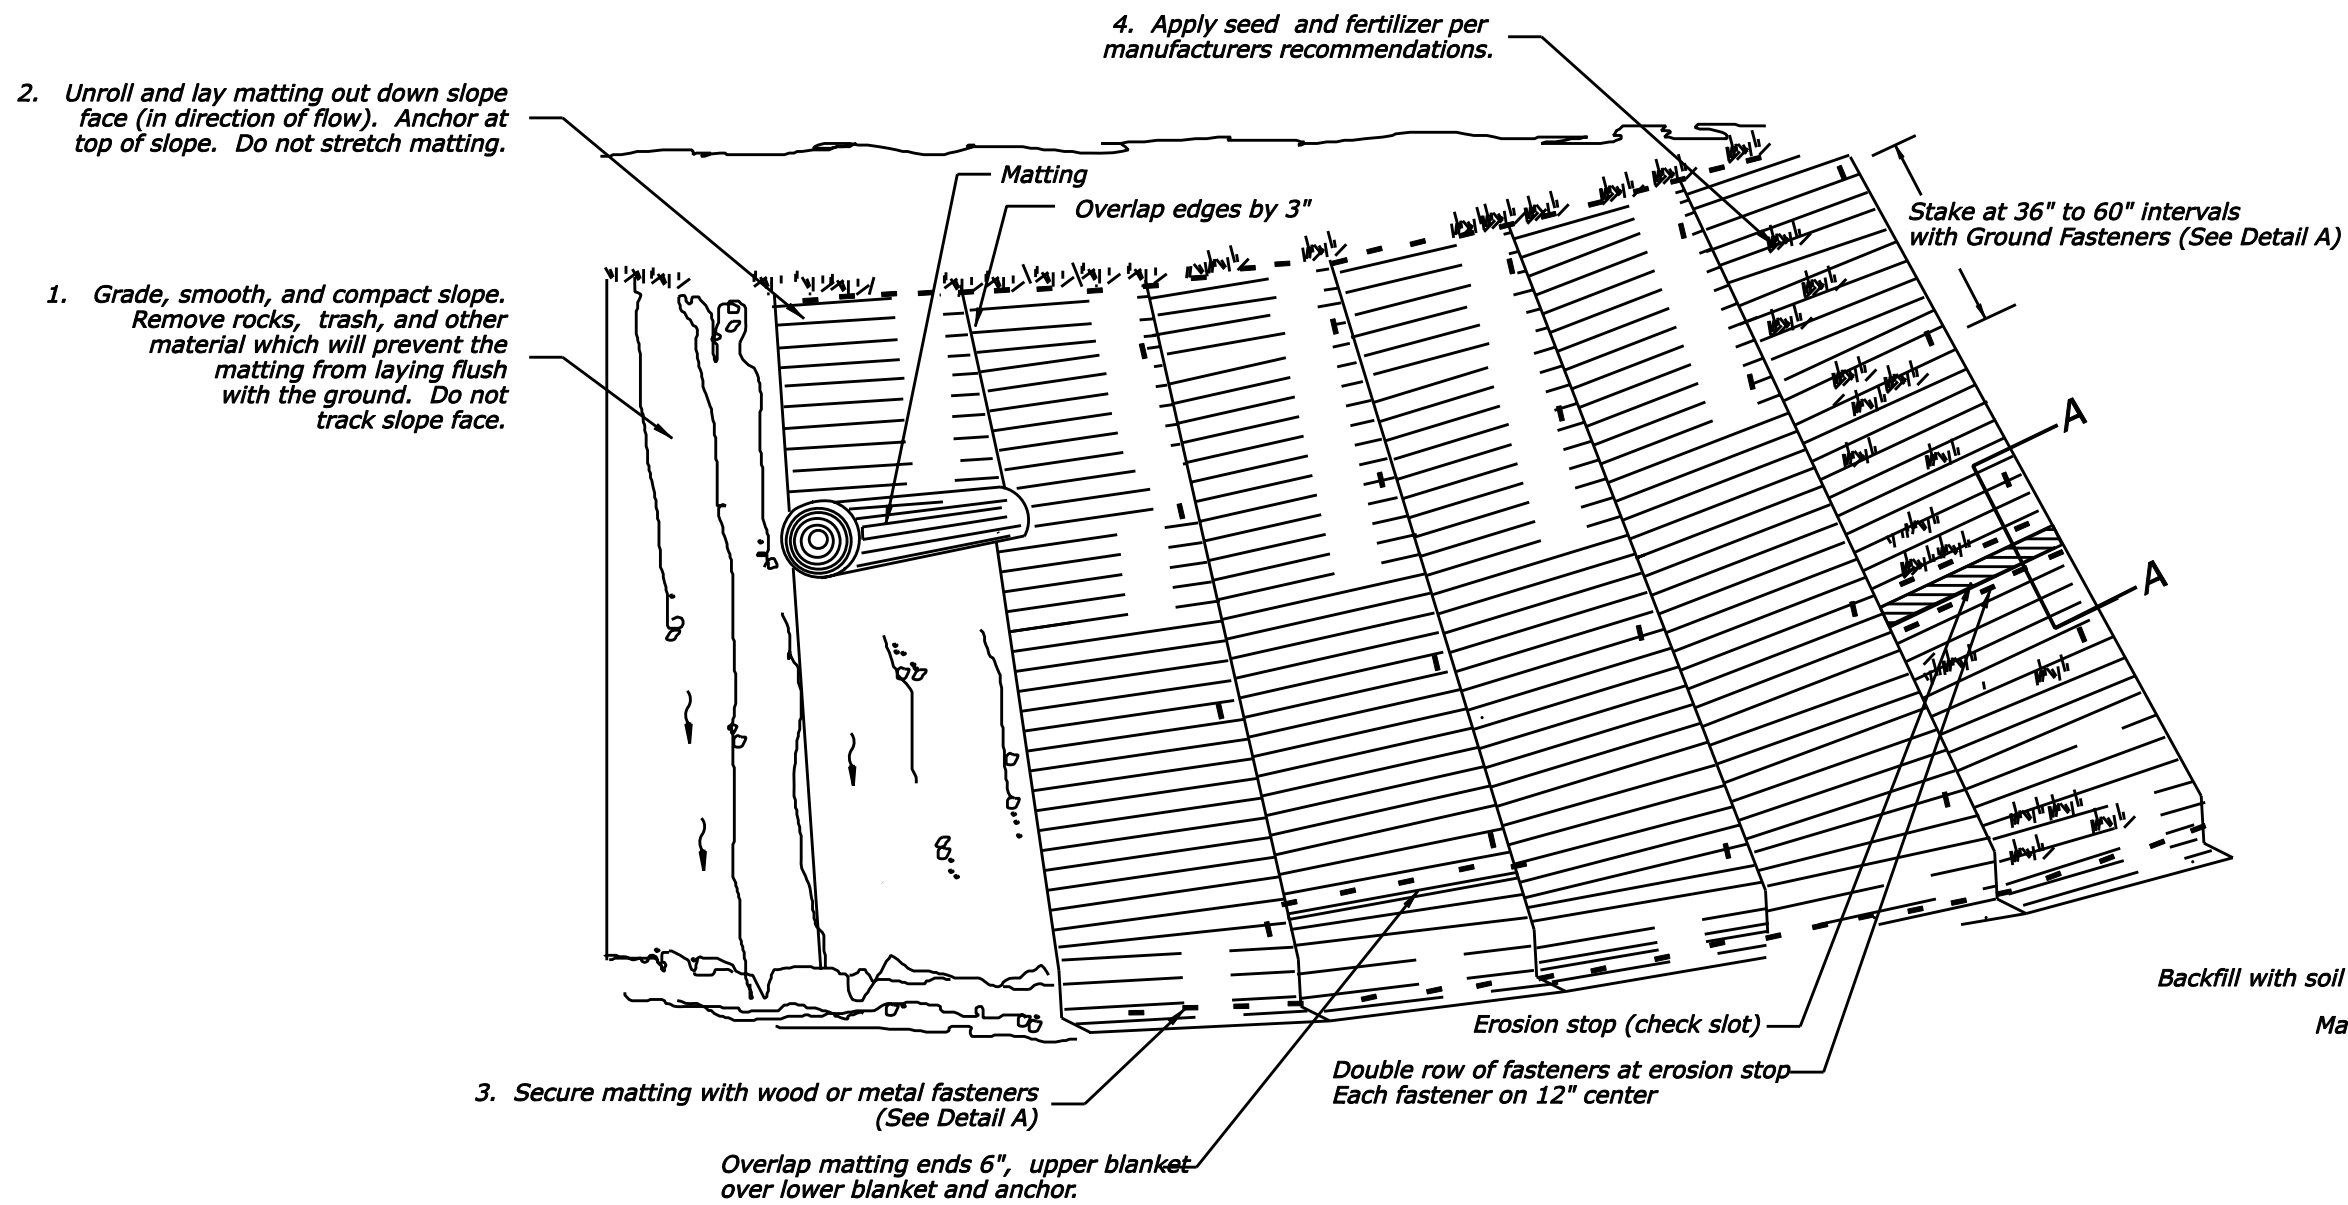 4. Apply seed and fertilizer per
manufacturers recommendations.
2. Unroll and lay matting out down slope
face (in direction of flow). Anchor at
top of slope. Do not stretch matting.
Matting
Overlap edges by 3"
Stake at 36" to 60" intervals
with Ground Fasteners (See Detail A)
1. Grade, smooth, and compact slope.
Remove rocks, trash, and other
material which will prevent the
matting from laying flush
with the ground. Do not
track slope face.
A
A
Backfill with soil
Ma
Erosion stop (check slot)
Double row of fasteners at erosion stop
Each fastener on 12" center
3. Secure matting with wood or metal fasteners
(See Detail A)
Overlap matting ends 6", upper blanket
over lower blanket and anchor.